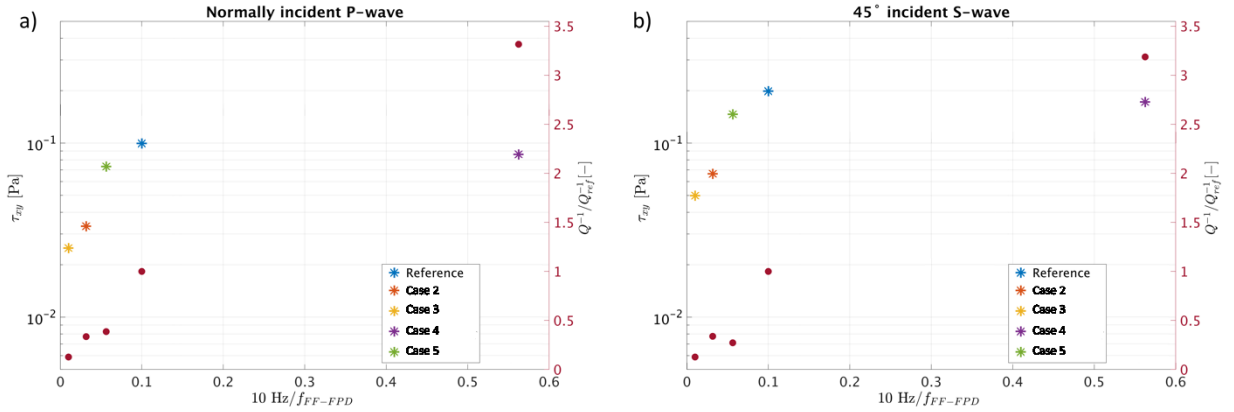 a)
Normally incident P-wave
10⁻¹
10⁻²
τxy [Pa]
3.5
3
2.5
2
1.5
1
0.5
0
Q⁻¹/Q⁻¹ref[−]
Reference
Case 2
Case 3
Case 4
Case 5
0 0.1 0.2 0.3 0.4 0.5 0.6
10 Hz/fFF−FPD
b)
45° incident S-wave
10⁻¹
10⁻²
τxy [Pa]
3.5
3
2.5
2
1.5
1
0.5
0
Q⁻¹/Q⁻¹ref[−]
Reference
Case 2
Case 3
Case 4
Case 5
0 0.1 0.2 0.3 0.4 0.5 0.6
10 Hz/fFF−FPD